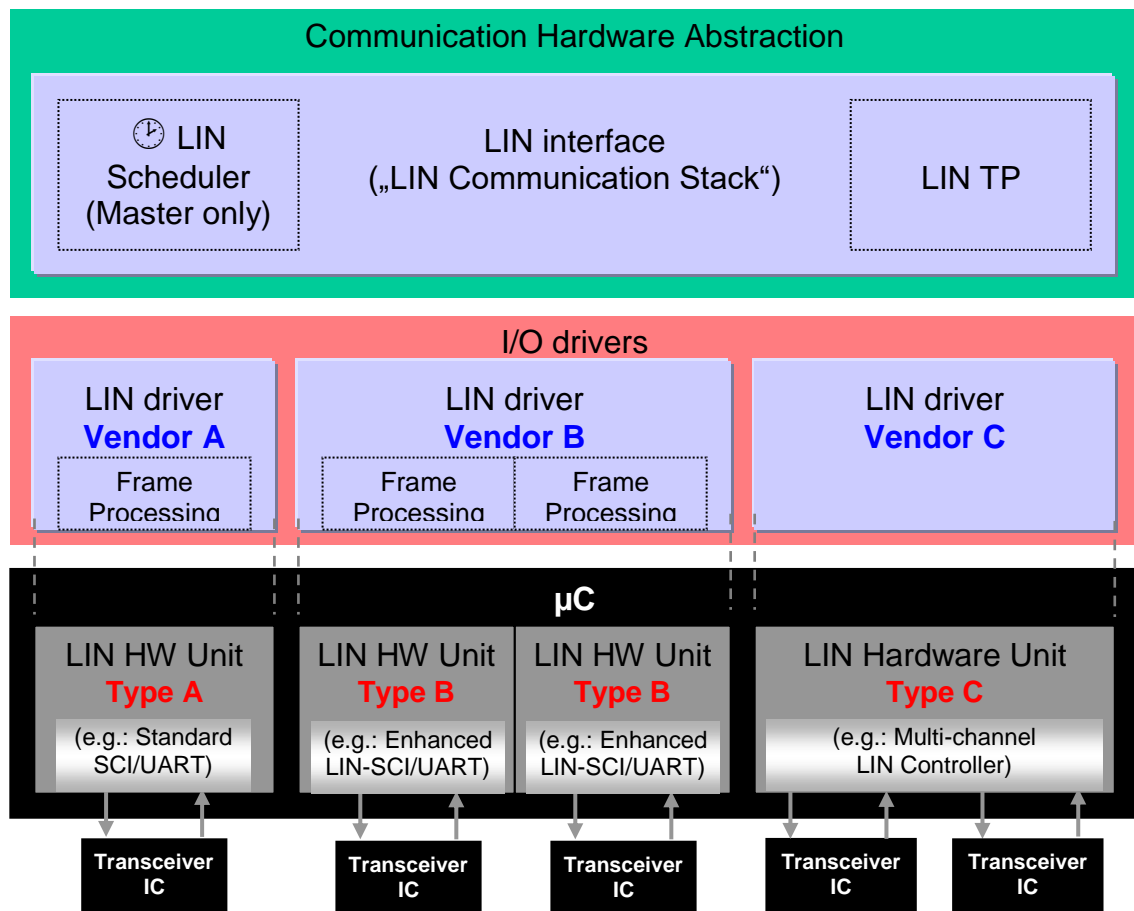 Communication Hardware Abstraction
🕑 LIN
Scheduler
(Master only)
LIN interface
(„LIN Communication Stack“)
LIN TP
I/O drivers
LIN driver
Vendor A
Frame
Processing
LIN driver
Vendor B
Frame
Processing
Frame
Processing
LIN driver
Vendor C
µC
LIN HW Unit
Type A
(e.g.: Standard
SCI/UART)
LIN HW Unit
Type B
(e.g.: Enhanced
LIN-SCI/UART)
LIN HW Unit
Type B
(e.g.: Enhanced
LIN-SCI/UART)
LIN Hardware Unit
Type C
(e.g.: Multi-channel
LIN Controller)
Transceiver
IC
Transceiver
IC
Transceiver
IC
Transceiver
IC
Transceiver
IC